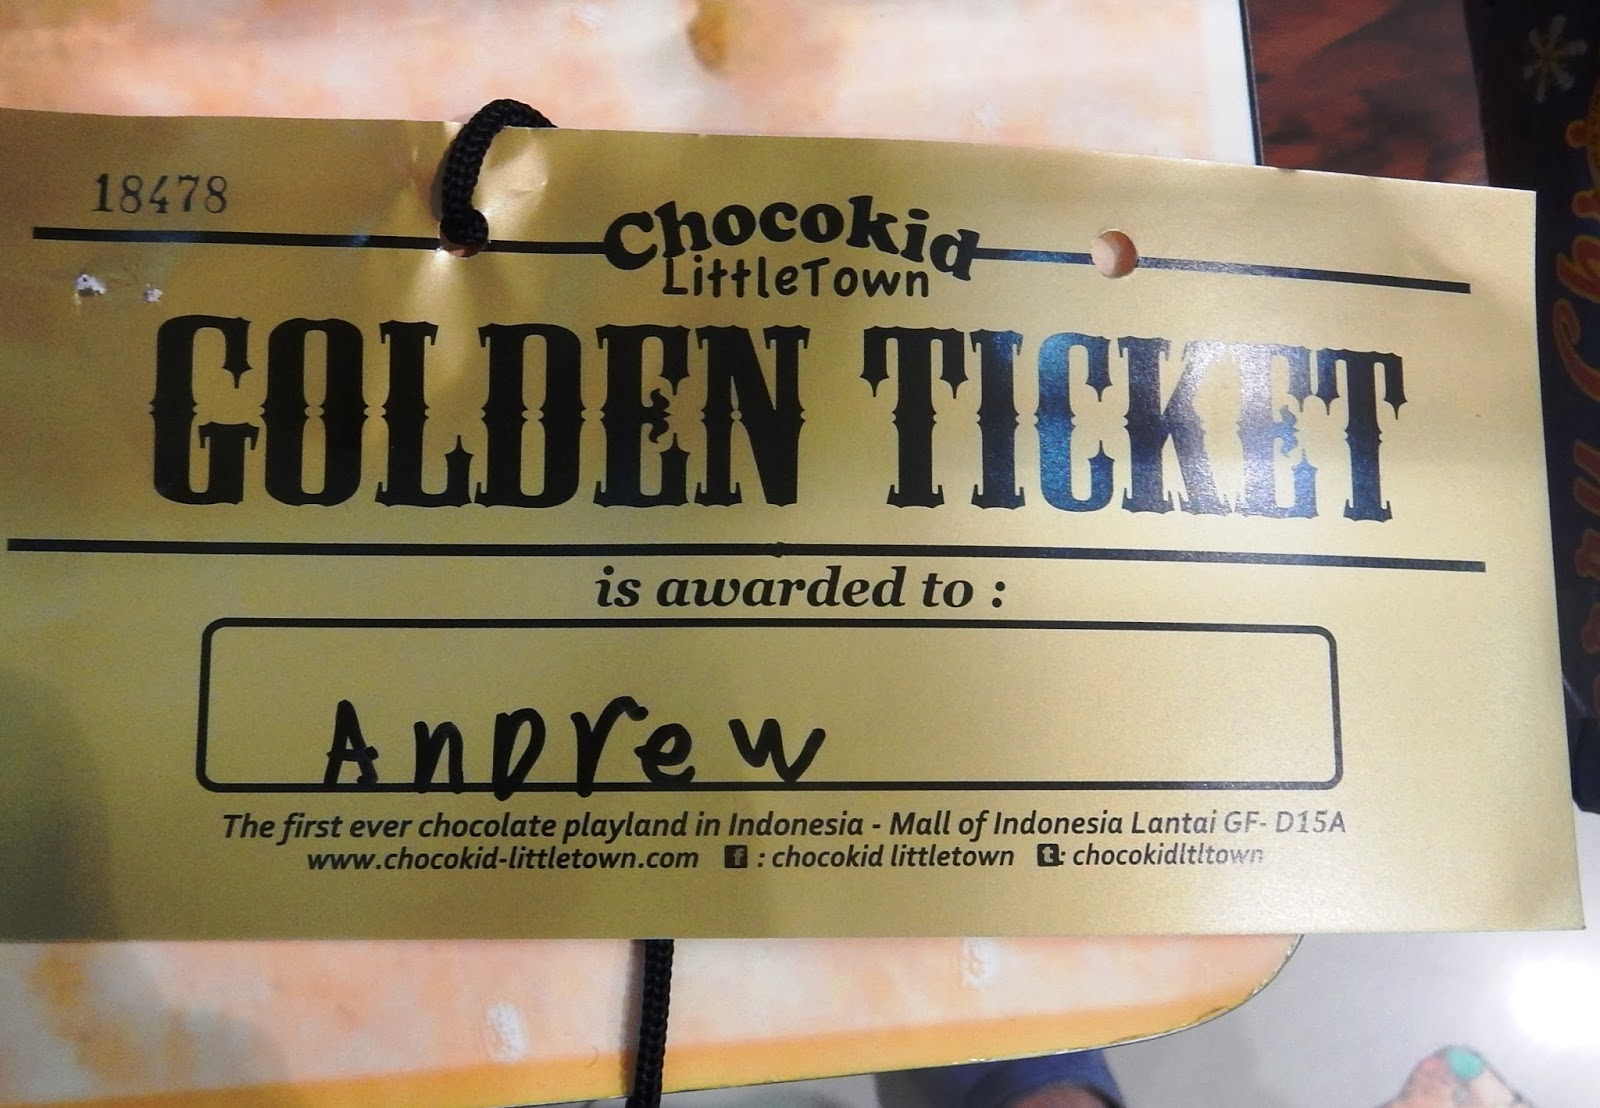 18478
Chocokid
LittleTown
GOLDEN TICKET
is awarded to :
Andrew
The first ever chocolate playland in Indonesia - Mall of Indonesia Lantai GF- D15A
www.chocokid-littletown.com f : chocokid littletown t: chocokidltltown